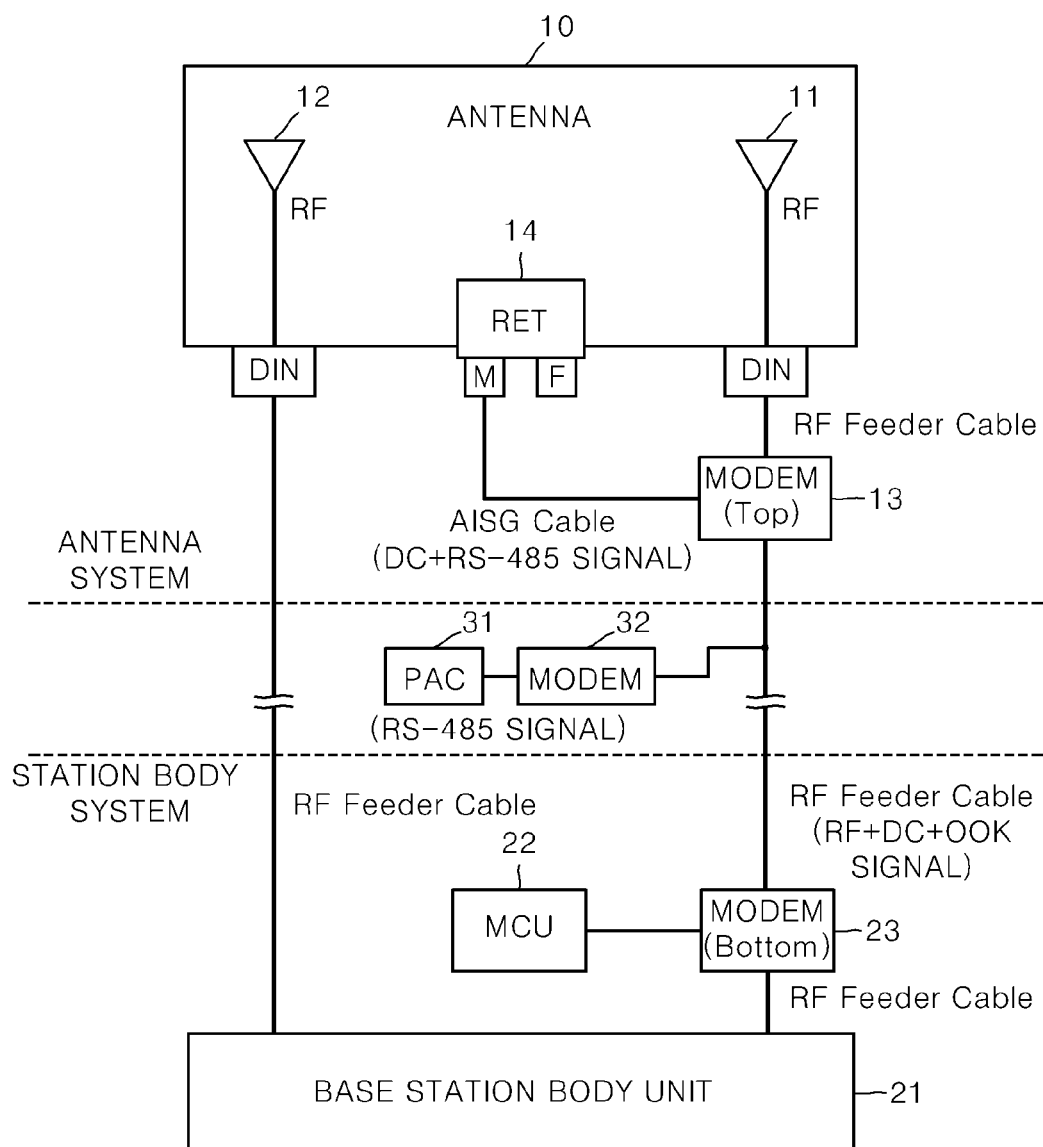 10
12
ANTENNA
11
RF
RF
14
RET
DIN
M
F
DIN
RF Feeder Cable
MODEM
(Top)
13
AISG Cable
(DC+RS-485 SIGNAL)
ANTENNA
SYSTEM
31
32
PAC
MODEM
(RS-485 SIGNAL)
STATION BODY
SYSTEM
RF Feeder Cable
RF Feeder Cable
(RF+DC+OOK
SIGNAL)
22
MCU
MODEM
(Bottom)
23
RF Feeder Cable
BASE STATION BODY UNIT
21